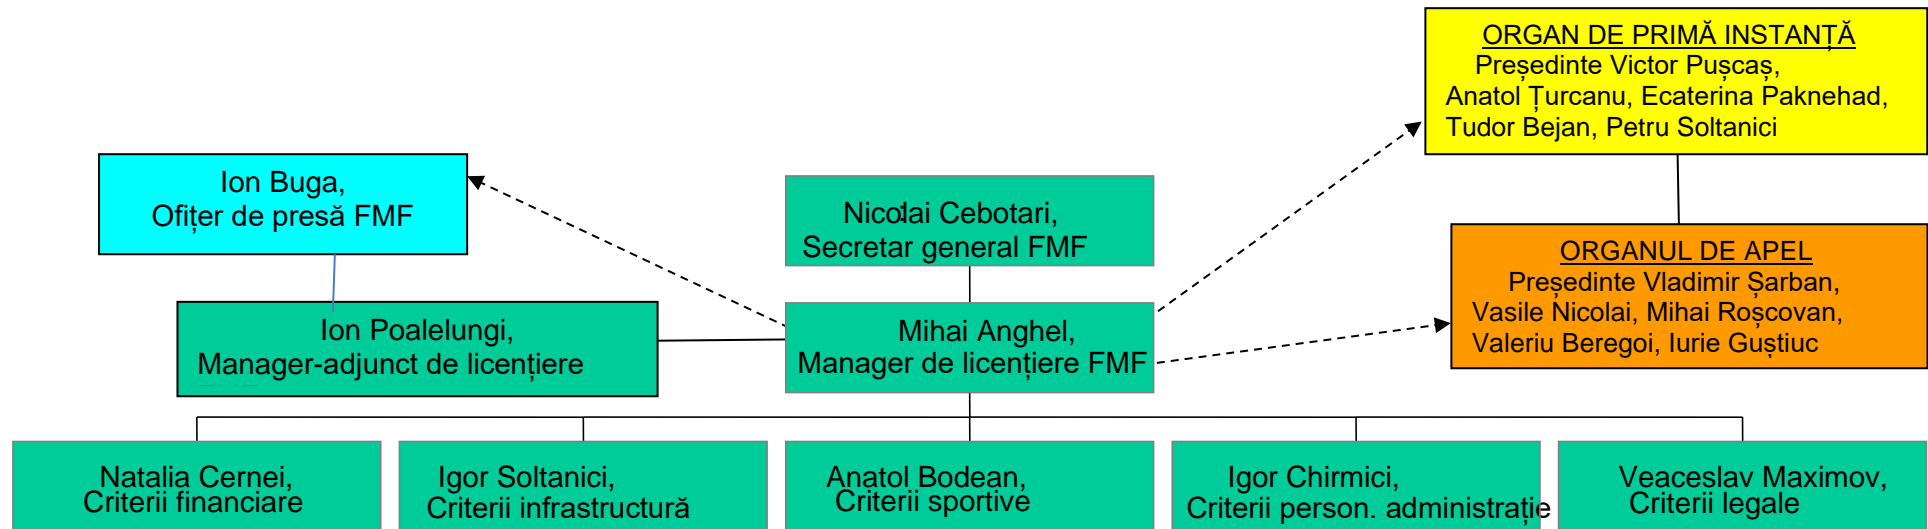 ORGAN DE PRIMĂ INSTANȚĂ
Președinte Victor Pușcaș,
Anatol Țurcanu, Ecaterina Paknehad,
Tudor Bejan, Petru Soltanici
Ion Buga,
Ofițer de presă FMF
Nicolai Cebotari,
Secretar general FMF
ORGANUL DE APEL
Președinte Vladimir Șarban,
Vasile Nicolai, Mihai Roșcovan,
Valeriu Beregoi, Iurie Guștiuc
Ion Poalelungi,
Manager-adjunct de licențiere
Mihai Anghel,
Manager de licențiere FMF
Natalia Cernei,
Criterii financiare
Igor Soltanici,
Criterii infrastructură
Anatol Bodean,
Criterii sportive
Igor Chirmici,
Criterii person. administrație
Veaceslav Maximov,
Criterii legale